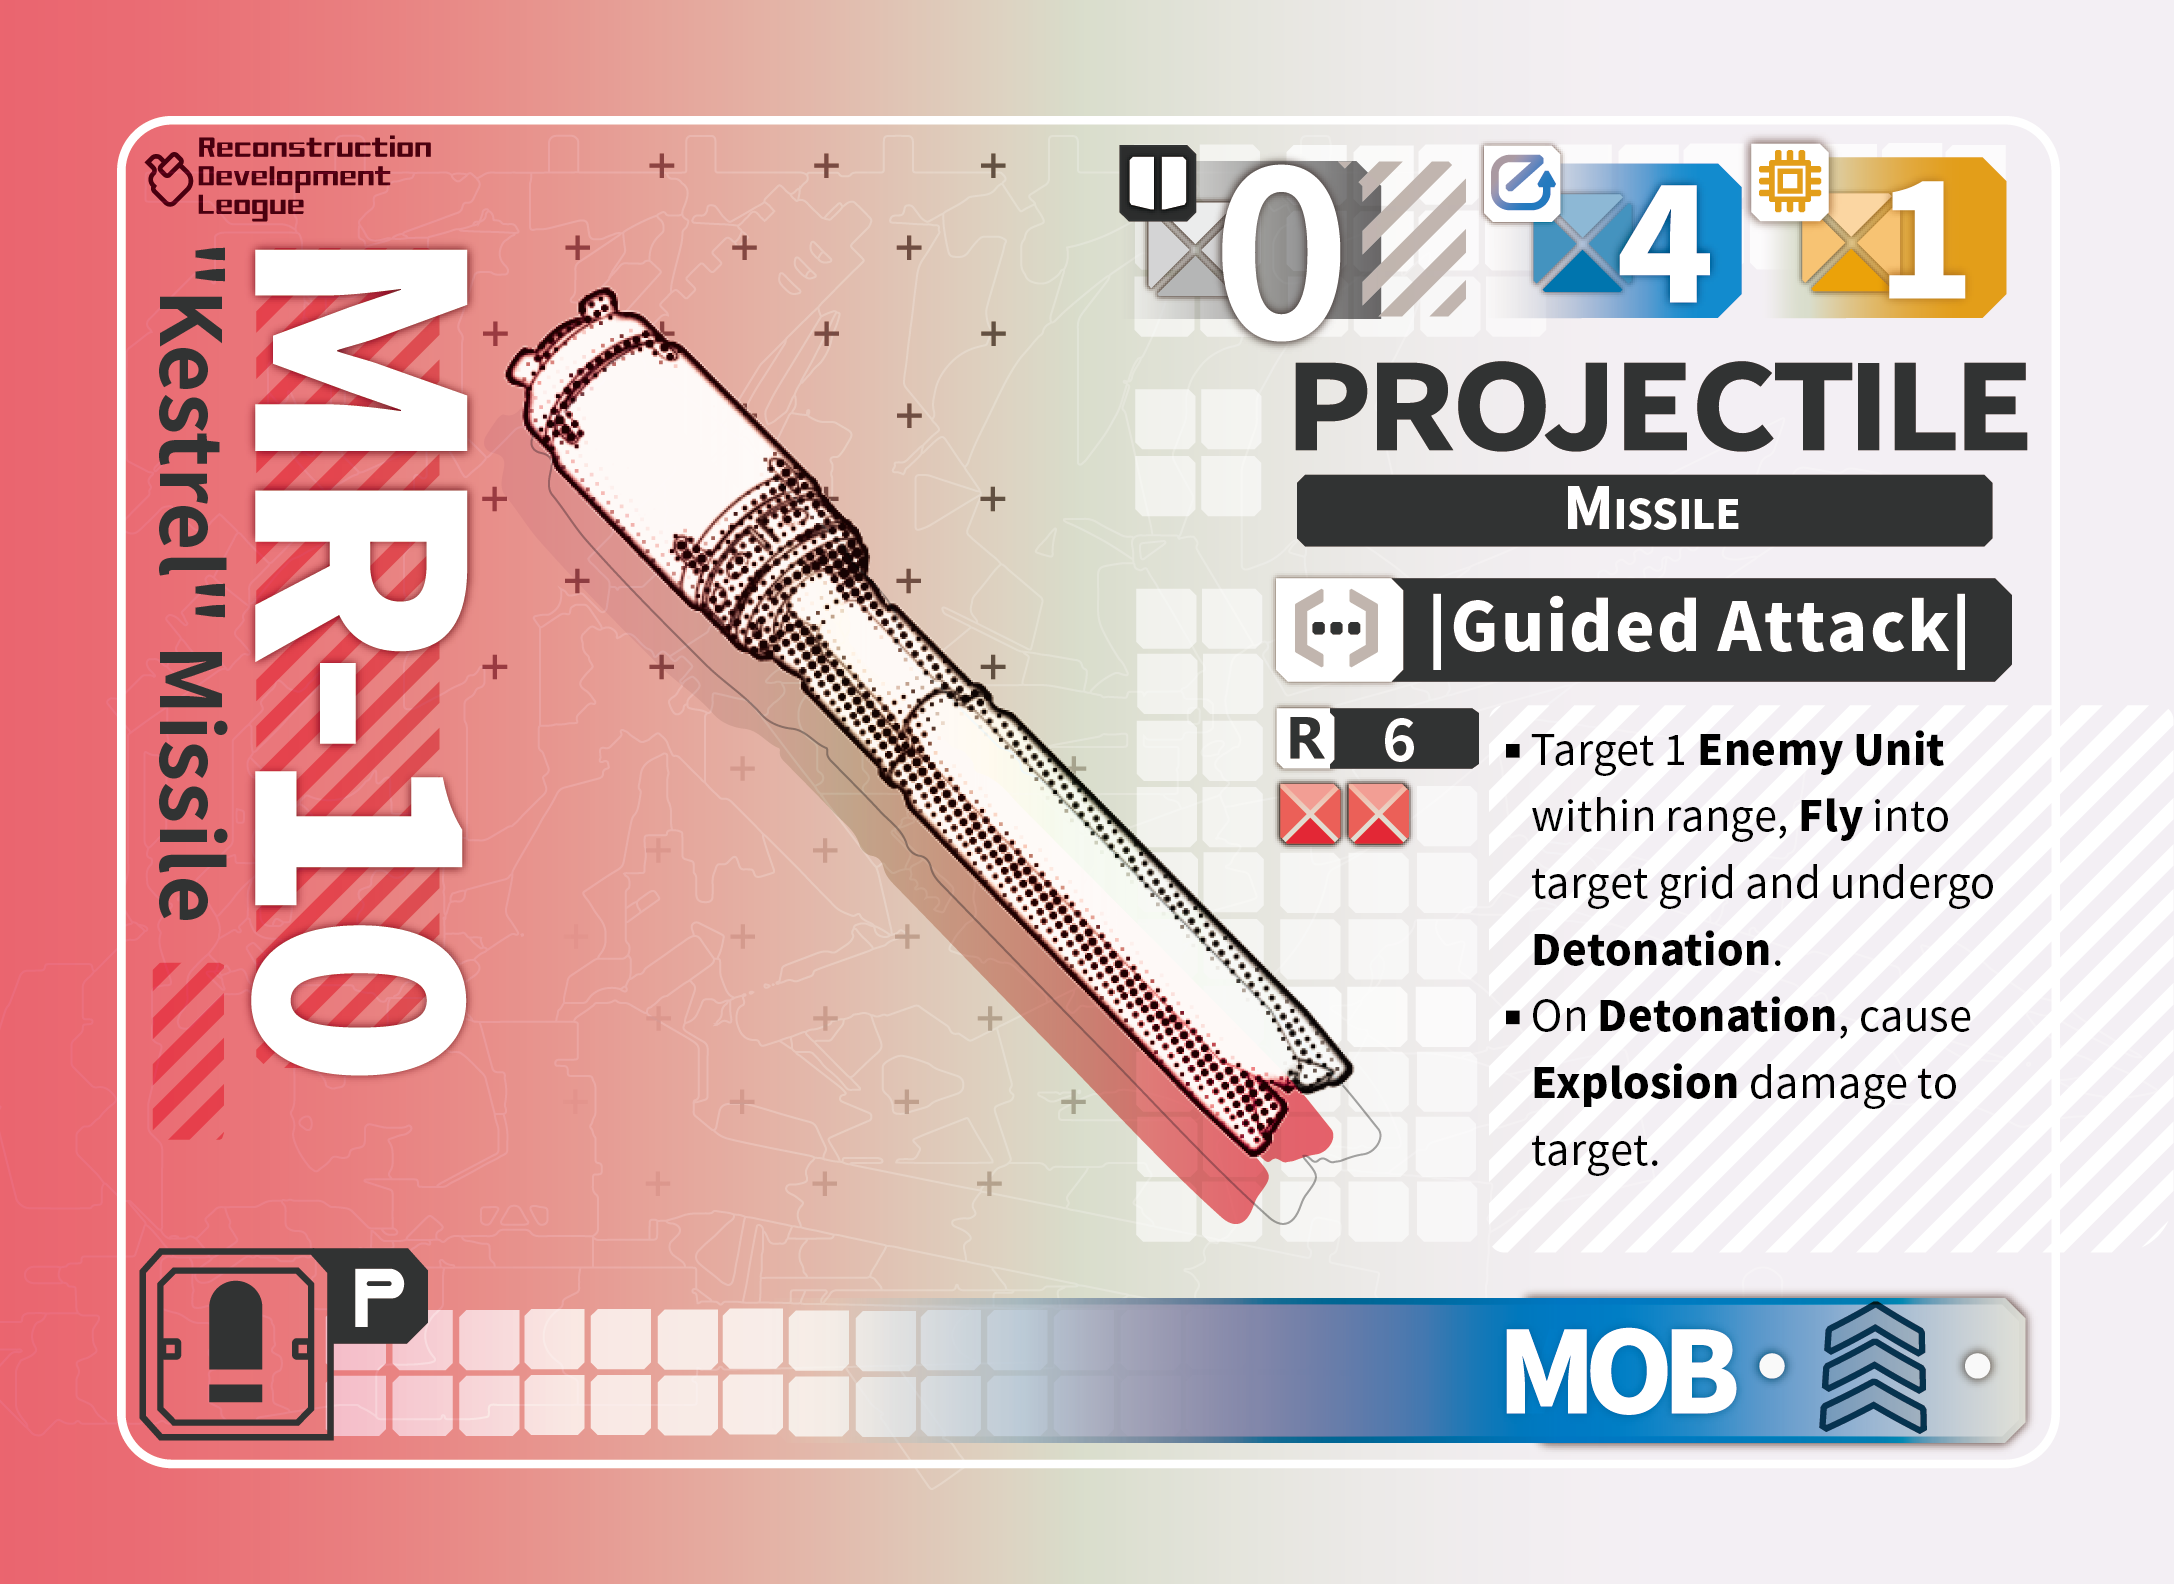 Reconstruction
Development
League
"Kestrel" Missile
MR-10
0
4
1
PROJECTILE
MISSILE
|Guided Attack|
R 6
▪ Target 1 Enemy Unit
within range, Fly into
target grid and undergo
Detonation.
▪ On Detonation, cause
Explosion damage to
target.
P
MOB